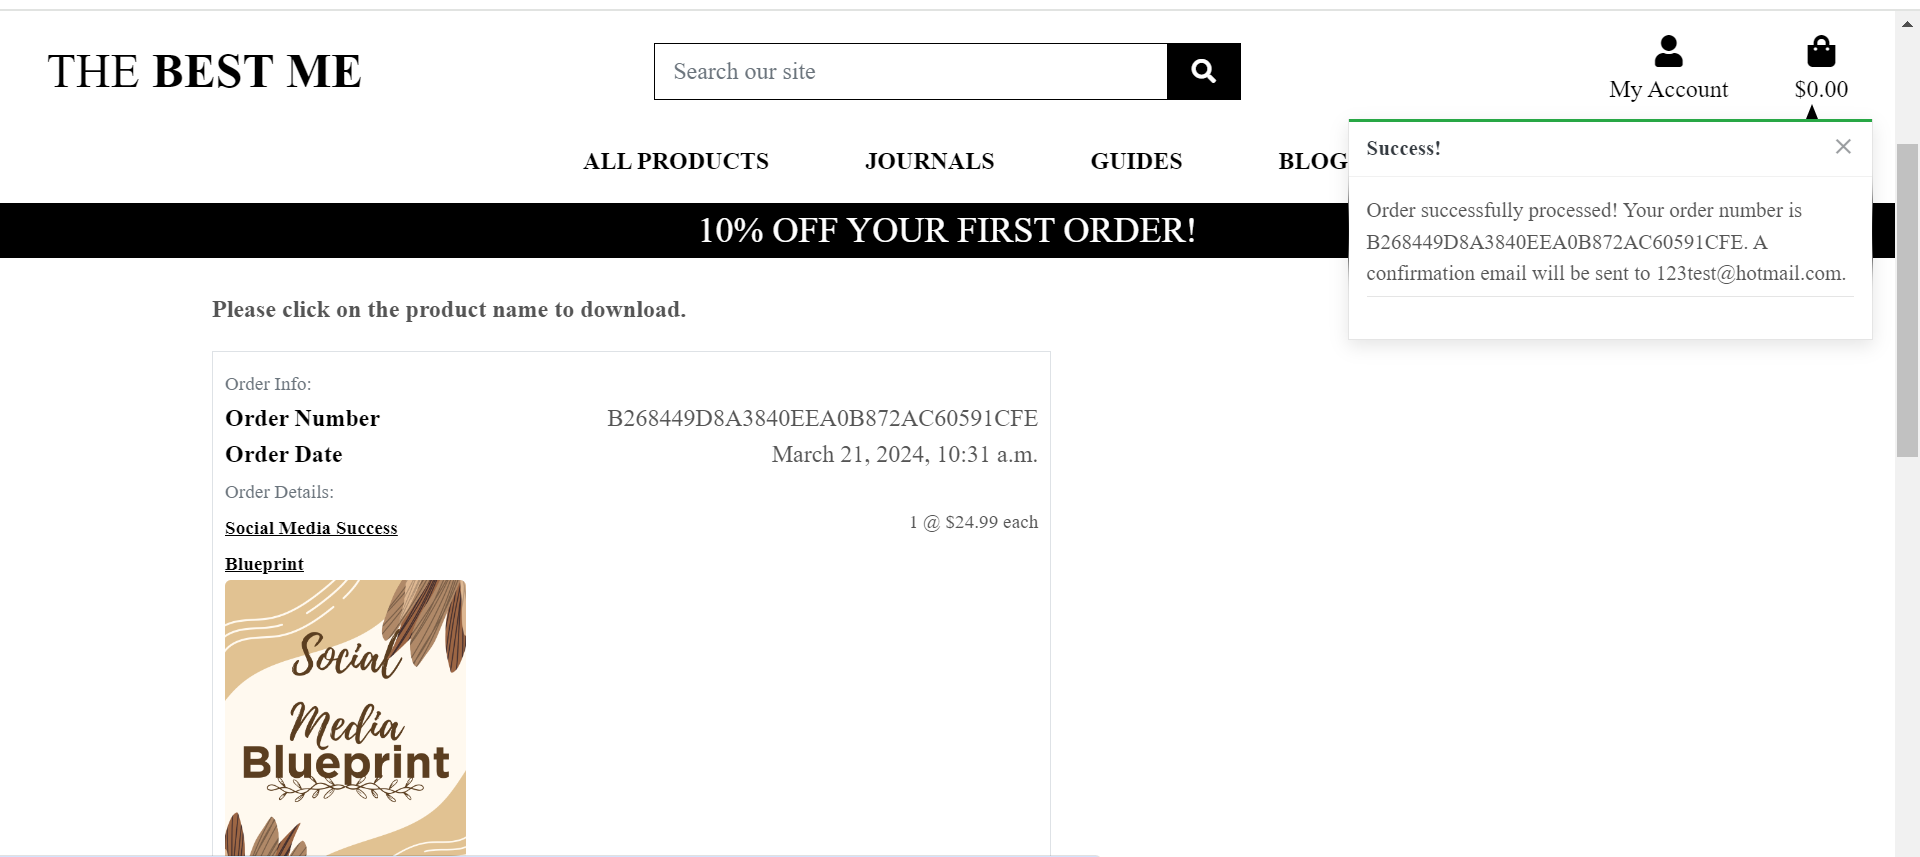 THE BEST ME
Search our site
My Account
$0.00
ALL PRODUCTS
JOURNALS
GUIDES
BLOG
Success!
Order successfully processed! Your order number is
B268449D8A3840EEA0B872AC60591CFE. A
confirmation email will be sent to 123test@hotmail.com.
10% OFF YOUR FIRST ORDER!
Please click on the product name to download.
Order Info:
Order Number B268449D8A3840EEA0B872AC60591CFE
Order Date March 21, 2024, 10:31 a.m.
Order Details:
Social Media Success 1 @ $24.99 each
Blueprint
Social
Media
Blueprint